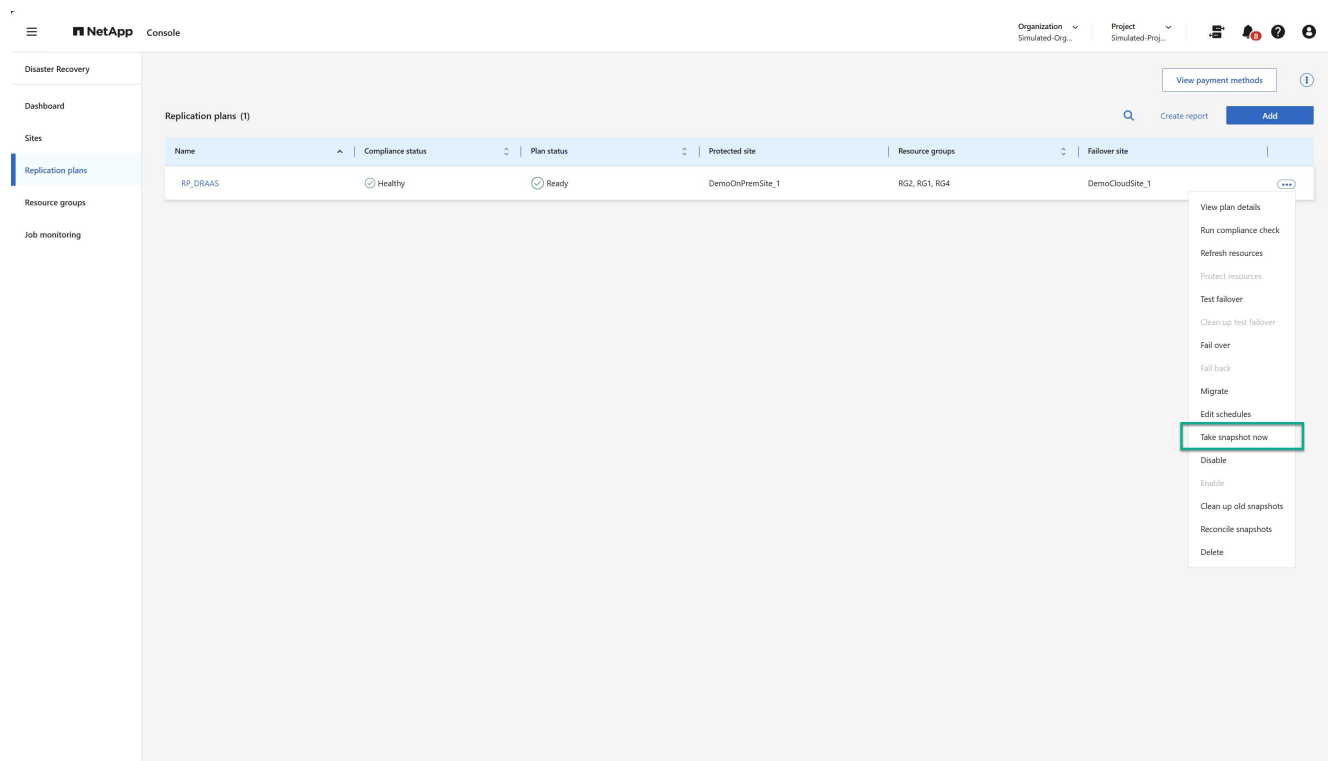 NetApp Console
Organization
Simulated-Org...
Project
Simulated-Proj...
8
Disaster Recovery
Dashboard
Sites
Replication plans
Resource groups
Job monitoring
View payment methods
Replication plans (1)
Create report
Add
Name Compliance status Plan status Protected site Resource groups Failover site
RP_DRAAS Healthy Ready DemoOnPremSite_1 RG2, RG1, RG4 DemoCloudSite_1
View plan details
Run compliance check
Refresh resources
Protect resources
Test failover
Clean up test failover
Fail over
Fail back
Migrate
Edit schedules
Take snapshot now
Disable
Enable
Clean up old snapshots
Reconcile snapshots
Delete